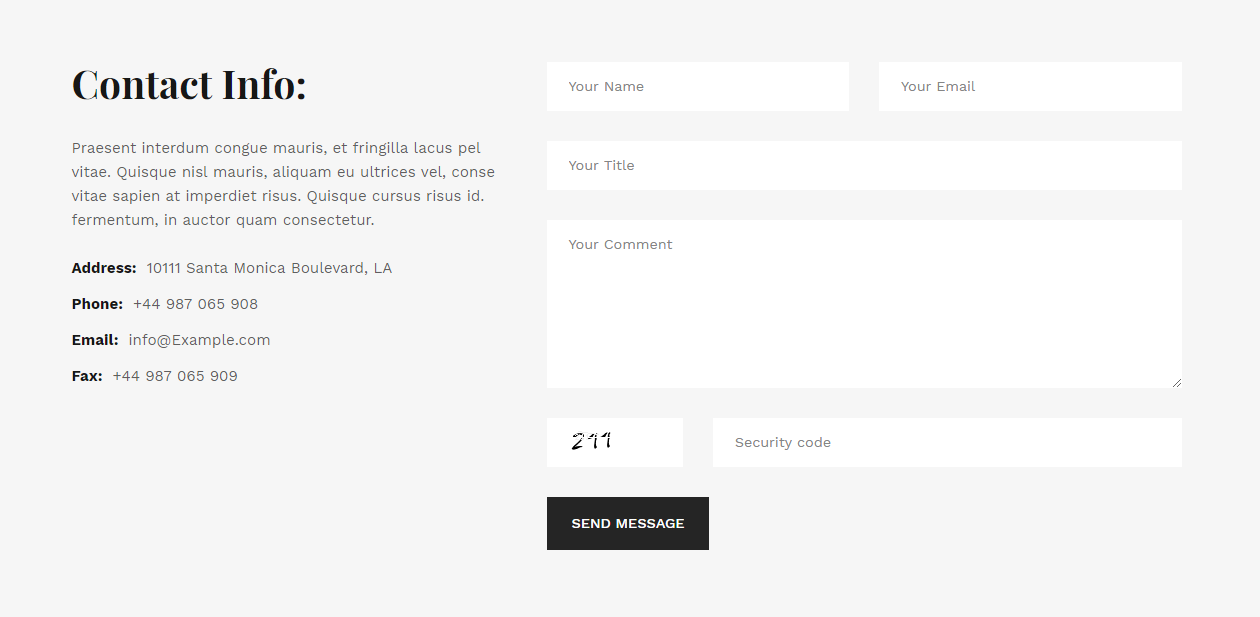 Contact Info:
Praesent interdum congue mauris, et fringilla lacus pel
vitae. Quisque nisl mauris, aliquam eu ultrices vel, conse
vitae sapien at imperdiet risus. Quisque cursus risus id.
fermentum, in auctor quam consectetur.
Address: 10111 Santa Monica Boulevard, LA
Phone: +44 987 065 908
Email: info@Example.com
Fax: +44 987 065 909
Your Name
Your Email
Your Title
Your Comment
211
Security code
SEND MESSAGE